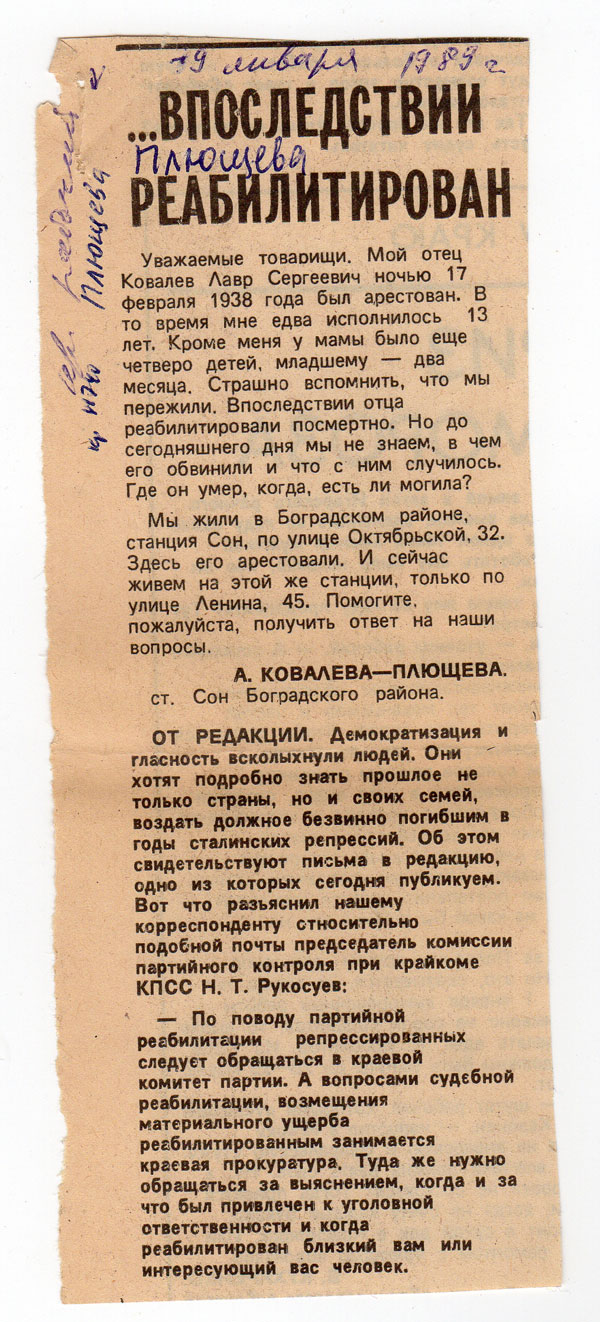 19 января 1989 г
...ВПОСЛЕДСТВИИ
Плющева
РЕАБИЛИТИРОВАН
Плющева
Уважаемые товарищи. Мой отец
Ковалев Лавр Сергеевич ночью 17
февраля 1938 года был арестован. В
то время мне едва исполнилось 13
лет. Кроме меня у мамы было еще
четверо детей, младшему — два
месяца. Страшно вспомнить, что мы
пережили. Впоследствии отца
реабилитировали посмертно. Но до
сегодняшнего дня мы не знаем, в чем
его обвинили и что с ним случилось.
Где он умер, когда, есть ли могила?
Мы жили в Боградском районе,
станция Сон, по улице Октябрьской, 32.
Здесь его арестовали. И сейчас
живем на этой же станции, только по
улице Ленина, 45. Помогите,
пожалуйста, получить ответ на наши
вопросы.
А. КОВАЛЕВА—ПЛЮЩЕВА.
ст. Сон Боградского района.
ОТ РЕДАКЦИИ. Демократизация и
гласность всколыхнули людей. Они
хотят подробно знать прошлое не
только страны, но и своих семей,
воздать должное безвинно погибшим в
годы сталинских репрессий. Об этом
свидетельствуют письма в редакцию,
одно из которых сегодня публикуем.
Вот что разъяснил нашему
корреспонденту относительно
подобной почты председатель комиссии
партийного контроля при крайкоме
КПСС Н. Т. Рукосуев:
— По поводу партийной
реабилитации репрессированных
следует обращаться в краевой
комитет партии. А вопросами судебной
реабилитации, возмещения
материального ущерба
реабилитированным занимается
краевая прокуратура. Туда же нужно
обращаться за выяснением, когда и за
что был привлечен к уголовной
ответственности и когда
реабилитирован близкий вам или
интересующий вас человек.